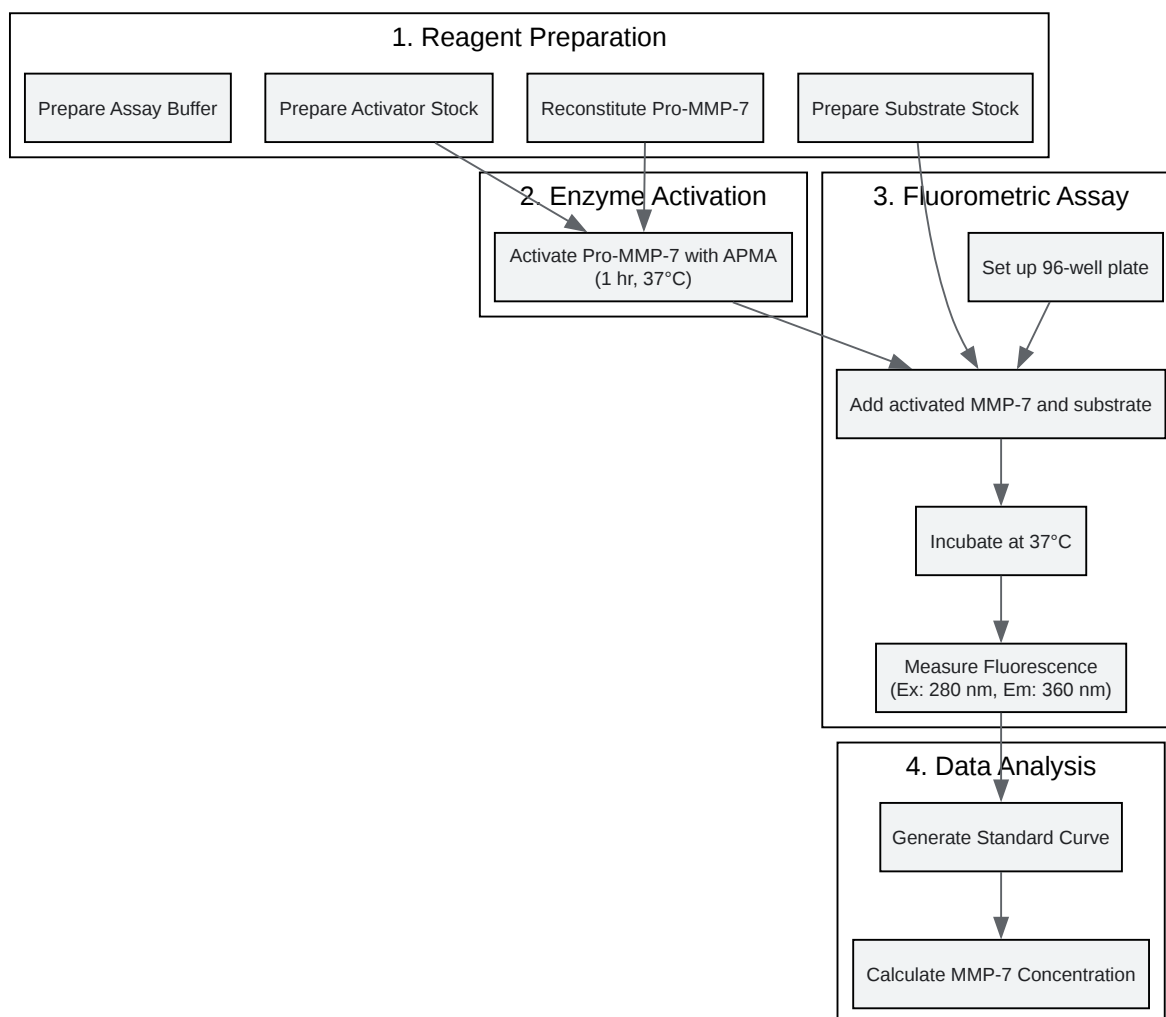 1. Reagent Preparation
Prepare Assay Buffer
Prepare Activator Stock
Reconstitute Pro-MMP-7
Prepare Substrate Stock
2. Enzyme Activation
Activate Pro-MMP-7 with APMA
(1 hr, 37°C)
3. Fluorometric Assay
Set up 96-well plate
Add activated MMP-7 and substrate
Incubate at 37°C
Measure Fluorescence
(Ex: 280 nm, Em: 360 nm)
4. Data Analysis
Generate Standard Curve
Calculate MMP-7 Concentration